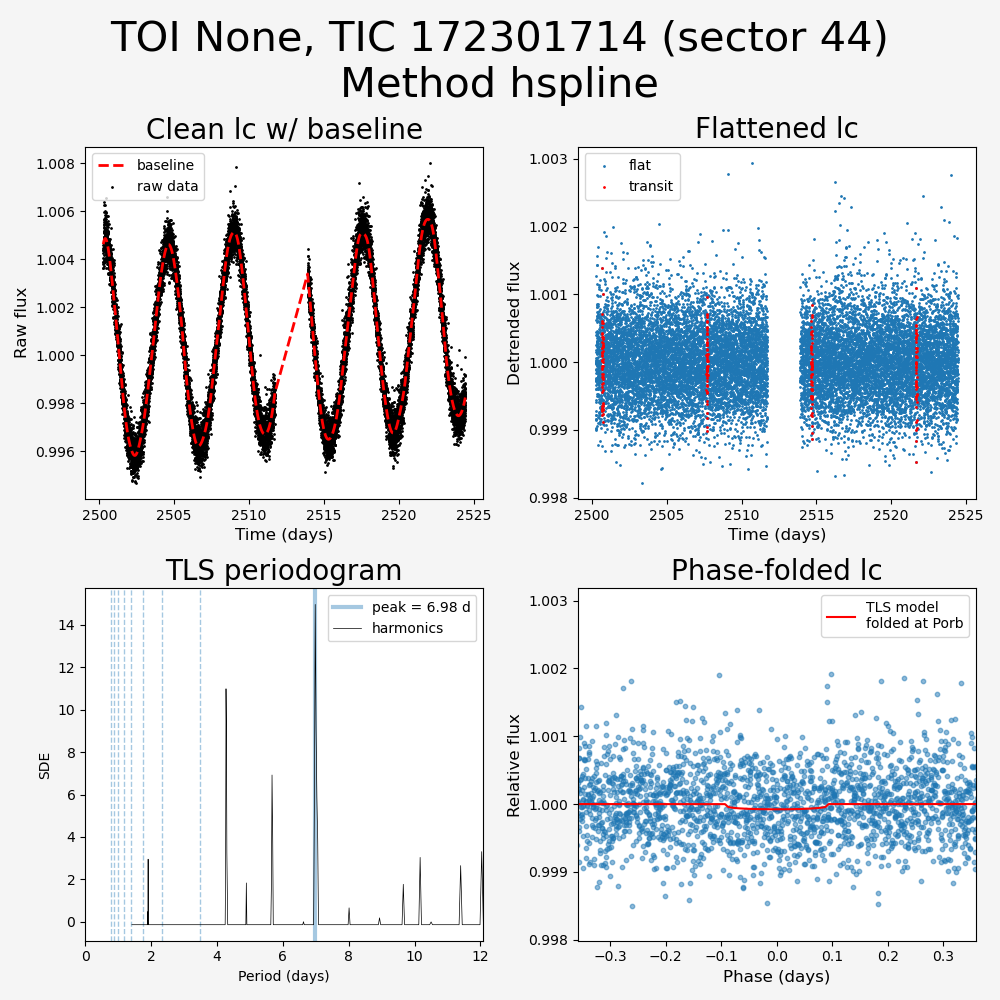 TOI None, TIC 172301714 (sector 44)
Method hspline
Clean lc w/ baseline
baseline
raw data
1.008
1.006
1.004
1.002
1.000
0.998
0.996
Raw flux
2500
2505
2510
2515
2520
2525
Time (days)
Flattened lc
flat
transit
1.003
1.002
1.001
1.000
0.999
0.998
Detrended flux
2500
2505
2510
2515
2520
2525
Time (days)
TLS periodogram
peak = 6.98 d
harmonics
14
12
10
8
6
4
2
0
SDE
0
2
4
6
8
10
12
Period (days)
Phase-folded lc
TLS model
folded at Porb
1.003
1.002
1.001
1.000
0.999
0.998
Relative flux
−0.3
−0.2
−0.1
0.0
0.1
0.2
0.3
Phase (days)